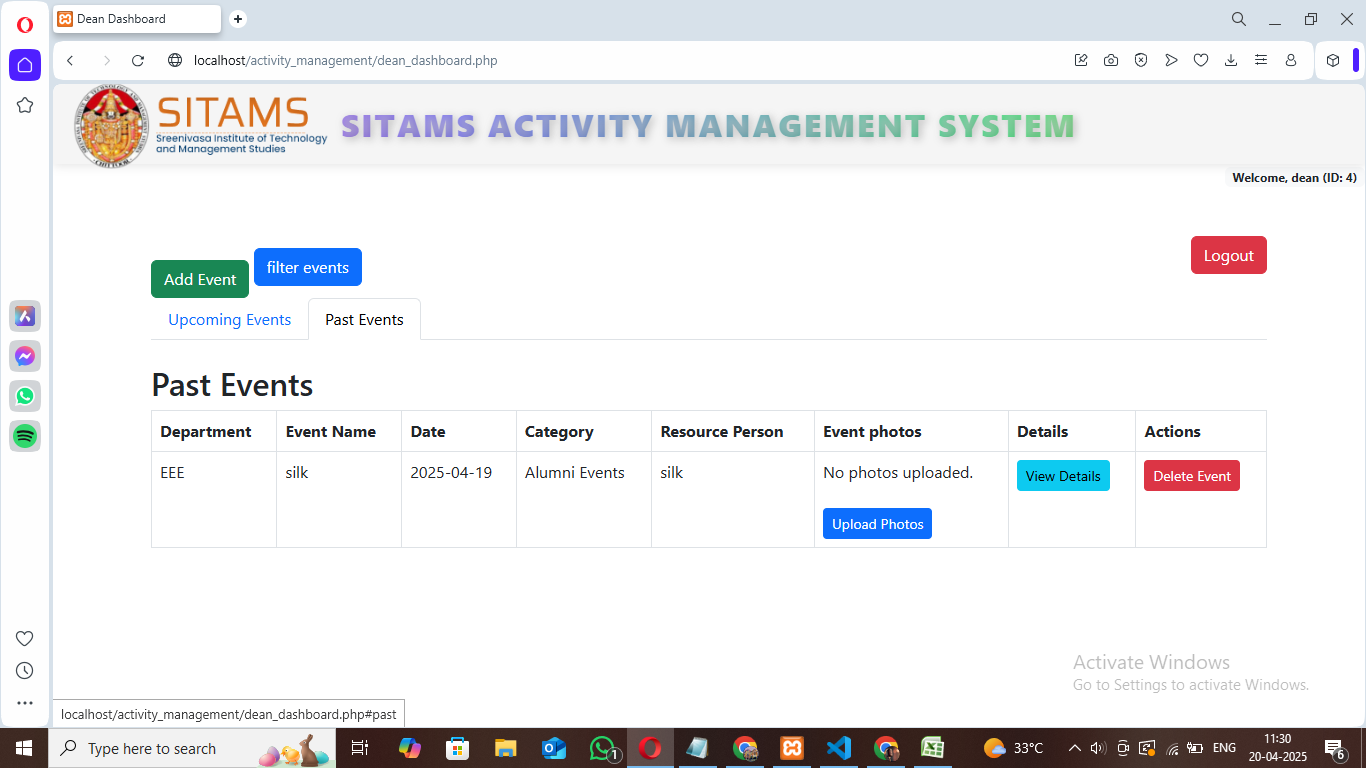 Dean Dashboard
localhost/activity_management/dean_dashboard.php
SITAMS
Sreenivasa Institute of Technology
and Management Studies
SITAMS ACTIVITY MANAGEMENT SYSTEM
Welcome, dean (ID: 4)
Logout
Add Event filter events
Upcoming Events Past Events
Past Events
Department Event Name Date Category Resource Person Event photos Details Actions
EEE silk 2025-04-19 Alumni Events silk No photos uploaded. View Details Delete Event
Upload Photos
Activate Windows
Go to Settings to activate Windows.
localhost/activity_management/dean_dashboard.php#past
Type here to search
1
33°C
ENG
11:30
20-04-2025
6